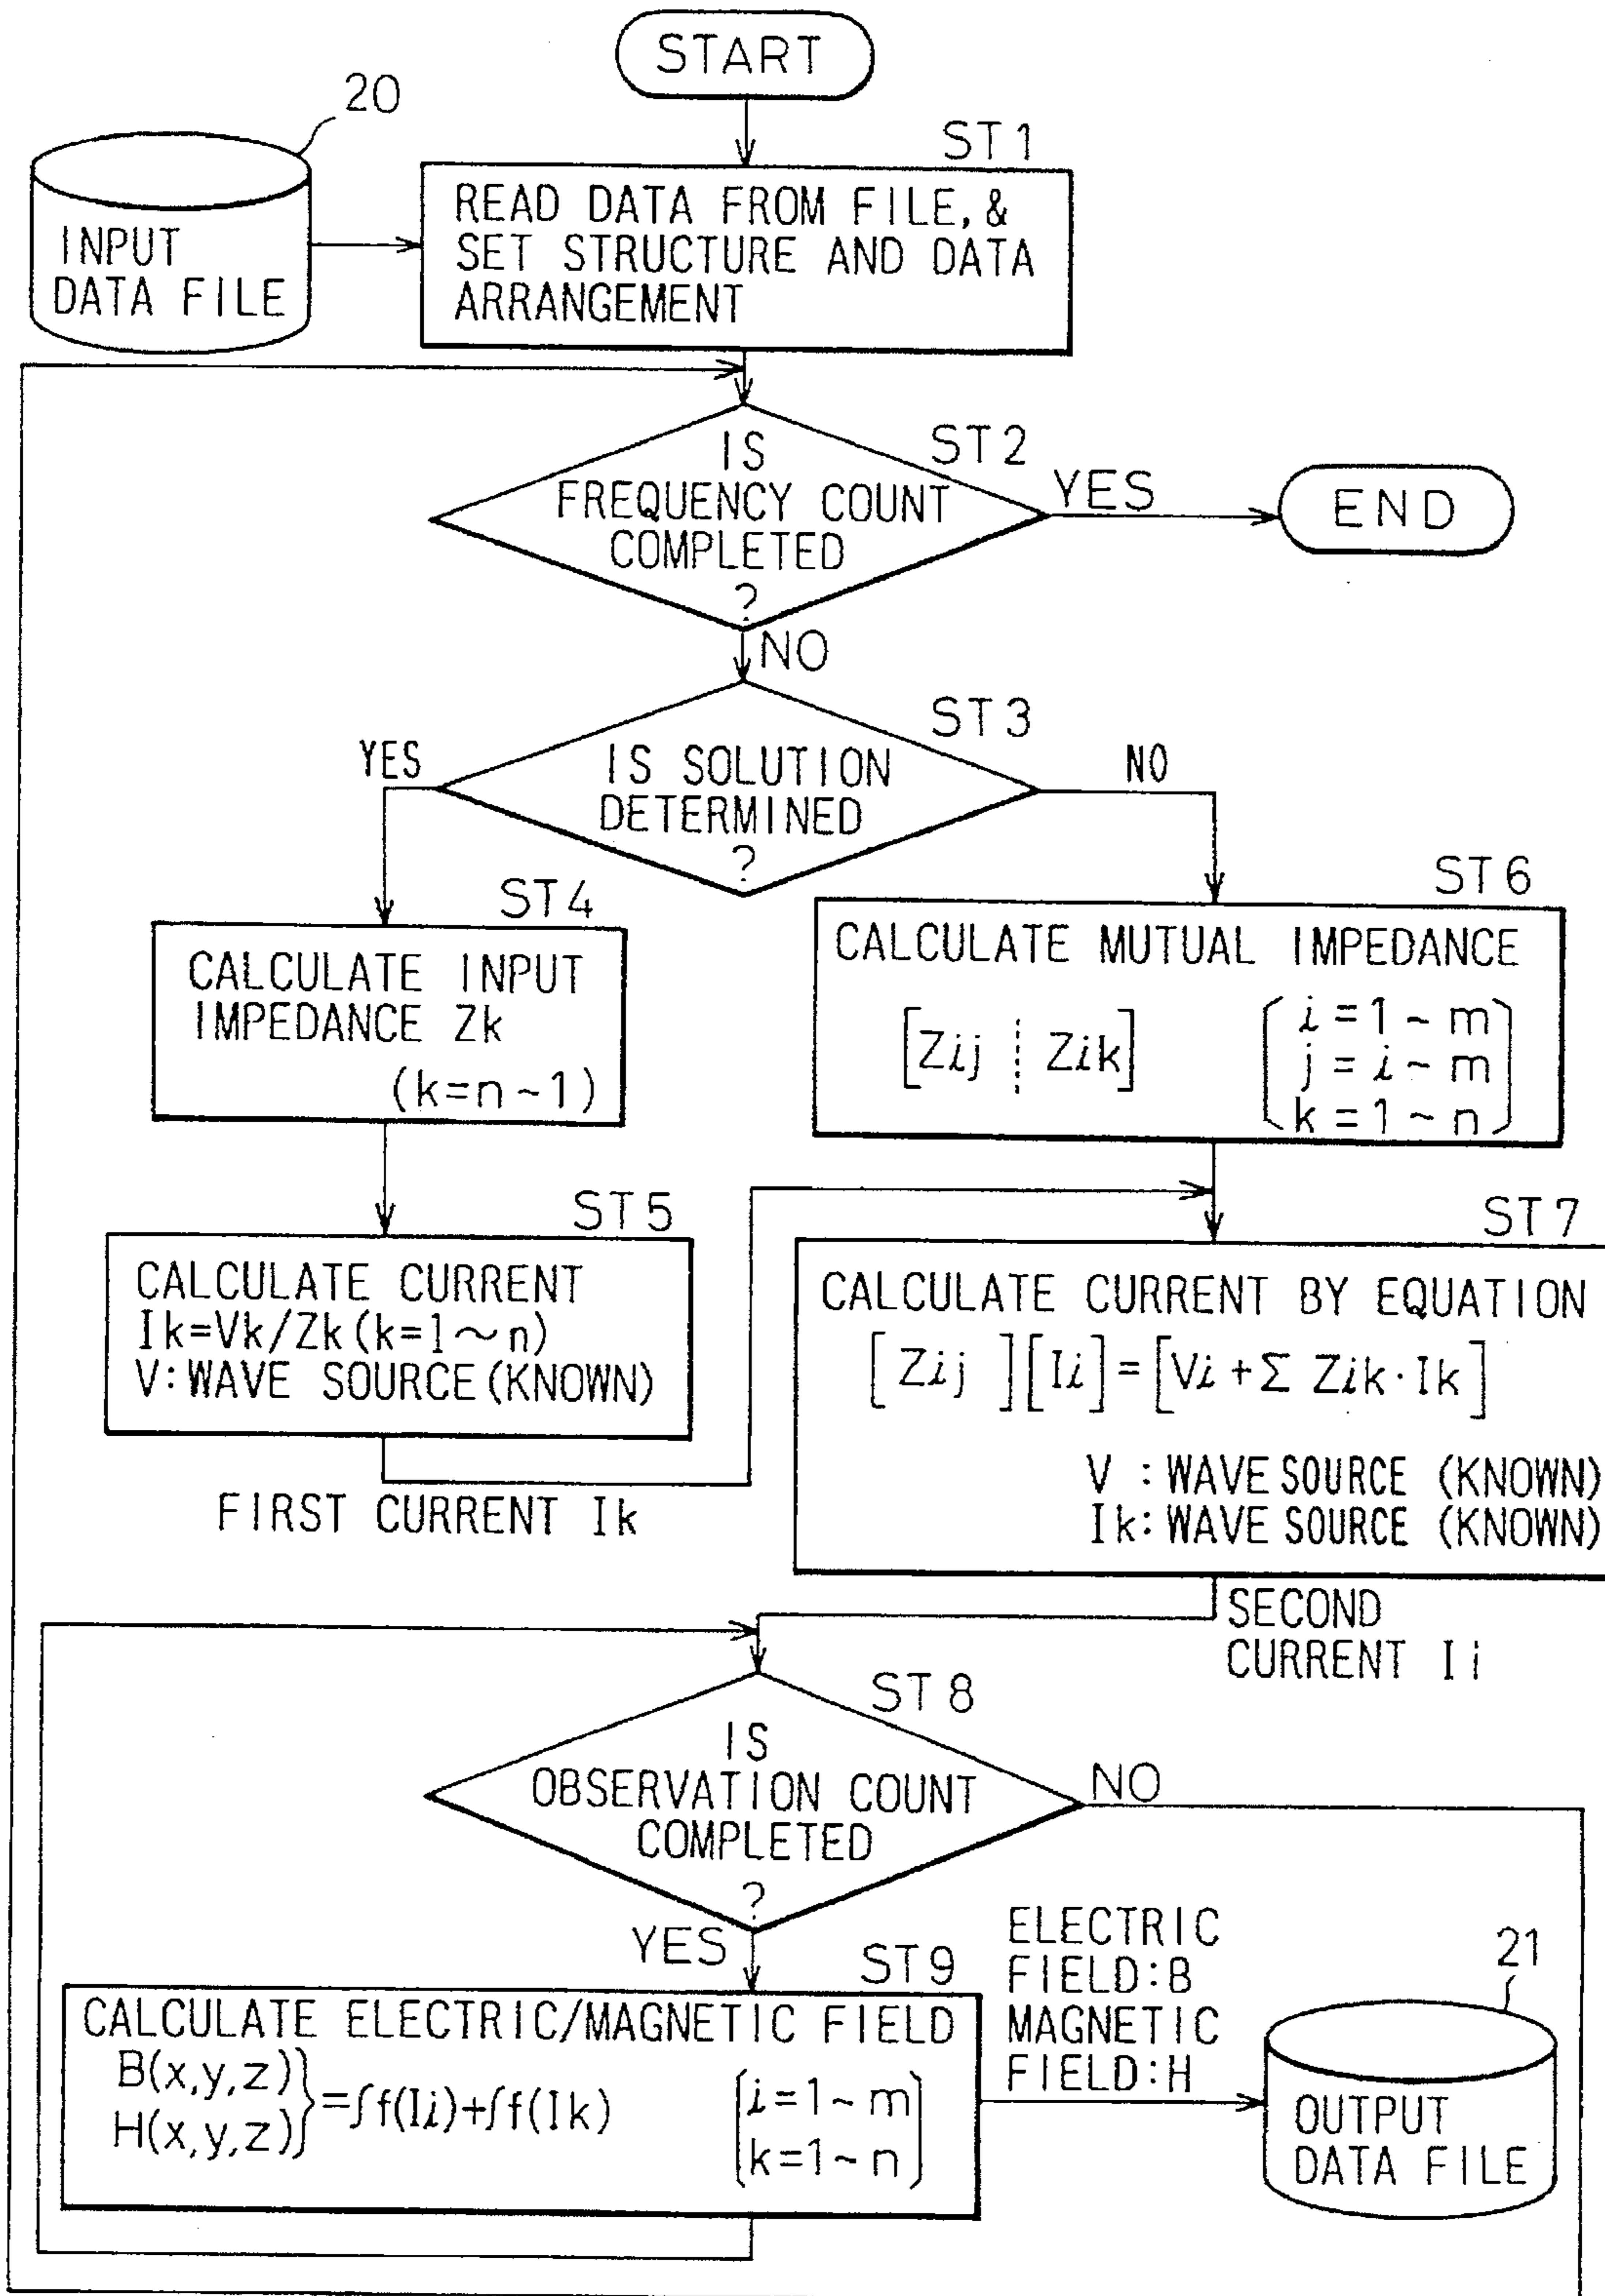 START
20
ST1
INPUT
DATA FILE
READ DATA FROM FILE, &
SET STRUCTURE AND DATA
ARRANGEMENT
ST2
IS
FREQUENCY COUNT
COMPLETED
?
YES
END
NO
ST3
YES
IS SOLUTION
DETERMINED
?
NO
ST4
CALCULATE INPUT
IMPEDANCE Zk
(k=n~1)
ST6
CALCULATE MUTUAL IMPEDANCE
[Zij ┊ Zik]
i=1~m
j=i~m
k=1~n
ST5
CALCULATE CURRENT
Ik=Vk/Zk(k=1~n)
V:WAVE SOURCE(KNOWN)
FIRST CURRENT Ik
ST7
CALCULATE CURRENT BY EQUATION
[Zij][Ii]=[Vi+Σ Zik·Ik]
V : WAVE SOURCE (KNOWN)
Ik: WAVE SOURCE (KNOWN)
SECOND
CURRENT Ii
ST8
IS
OBSERVATION COUNT
COMPLETED
?
NO
YES
ST9
CALCULATE ELECTRIC/MAGNETIC FIELD
B(x,y,z)
H(x,y,z)
}=∫f(Ii)+∫f(Ik)
i=1~m
k=1~n
ELECTRIC
FIELD:B
MAGNETIC
FIELD:H
21
OUTPUT
DATA FILE